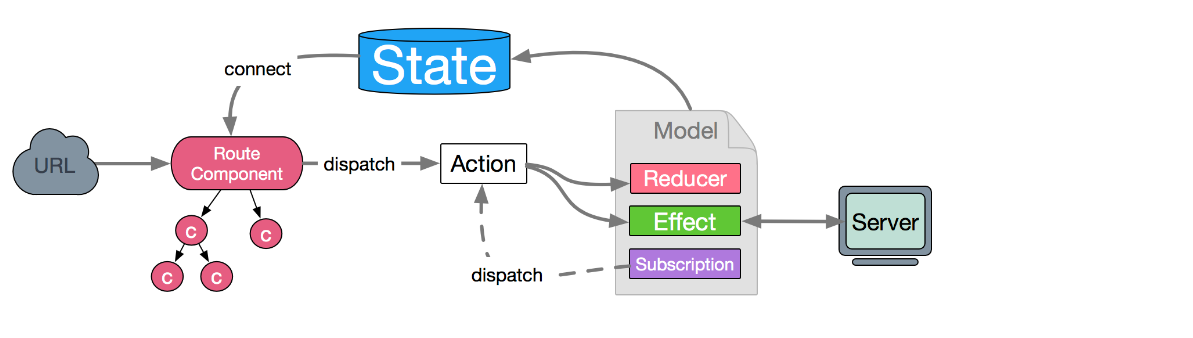 State
connect
URL
Route
Component
dispatch
Action
Model
Reducer
Effect
Subscription
Server
dispatch
C
C
C
C